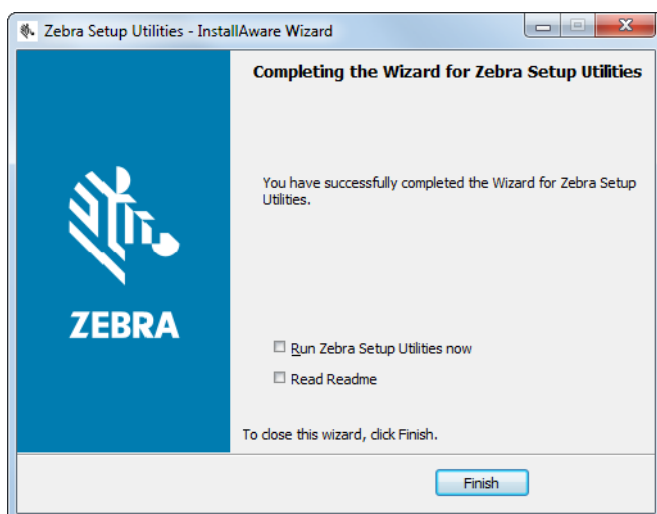 Zebra Setup Utilities - InstallAware Wizard
Completing the Wizard for Zebra Setup Utilities
You have successfully completed the Wizard for Zebra Setup
Utilities.
ZEBRA
Run Zebra Setup Utilities now
Read Readme
To close this wizard, click Finish.
Finish